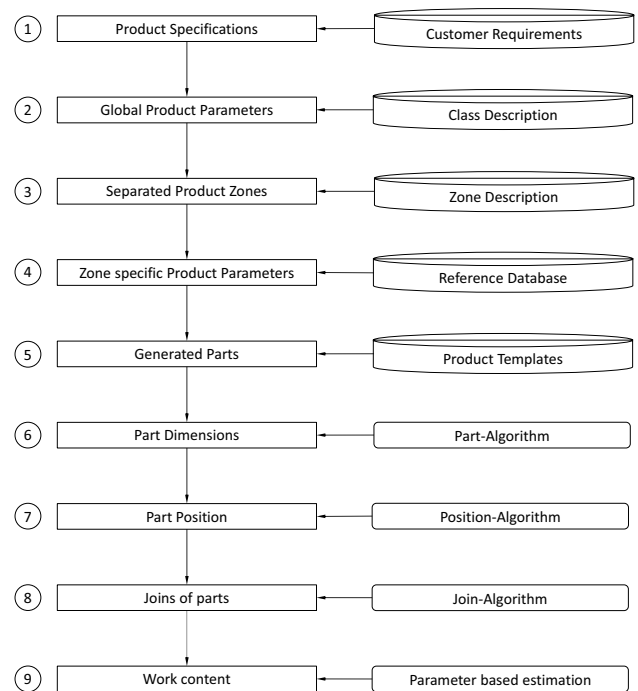 1
Product Specifications
Customer Requirements
2
Global Product Parameters
Class Description
3
Separated Product Zones
Zone Description
4
Zone specific Product Parameters
Reference Database
5
Generated Parts
Product Templates
6
Part Dimensions
Part-Algorithm
7
Part Position
Position-Algorithm
8
Joins of parts
Join-Algorithm
9
Work content
Parameter based estimation